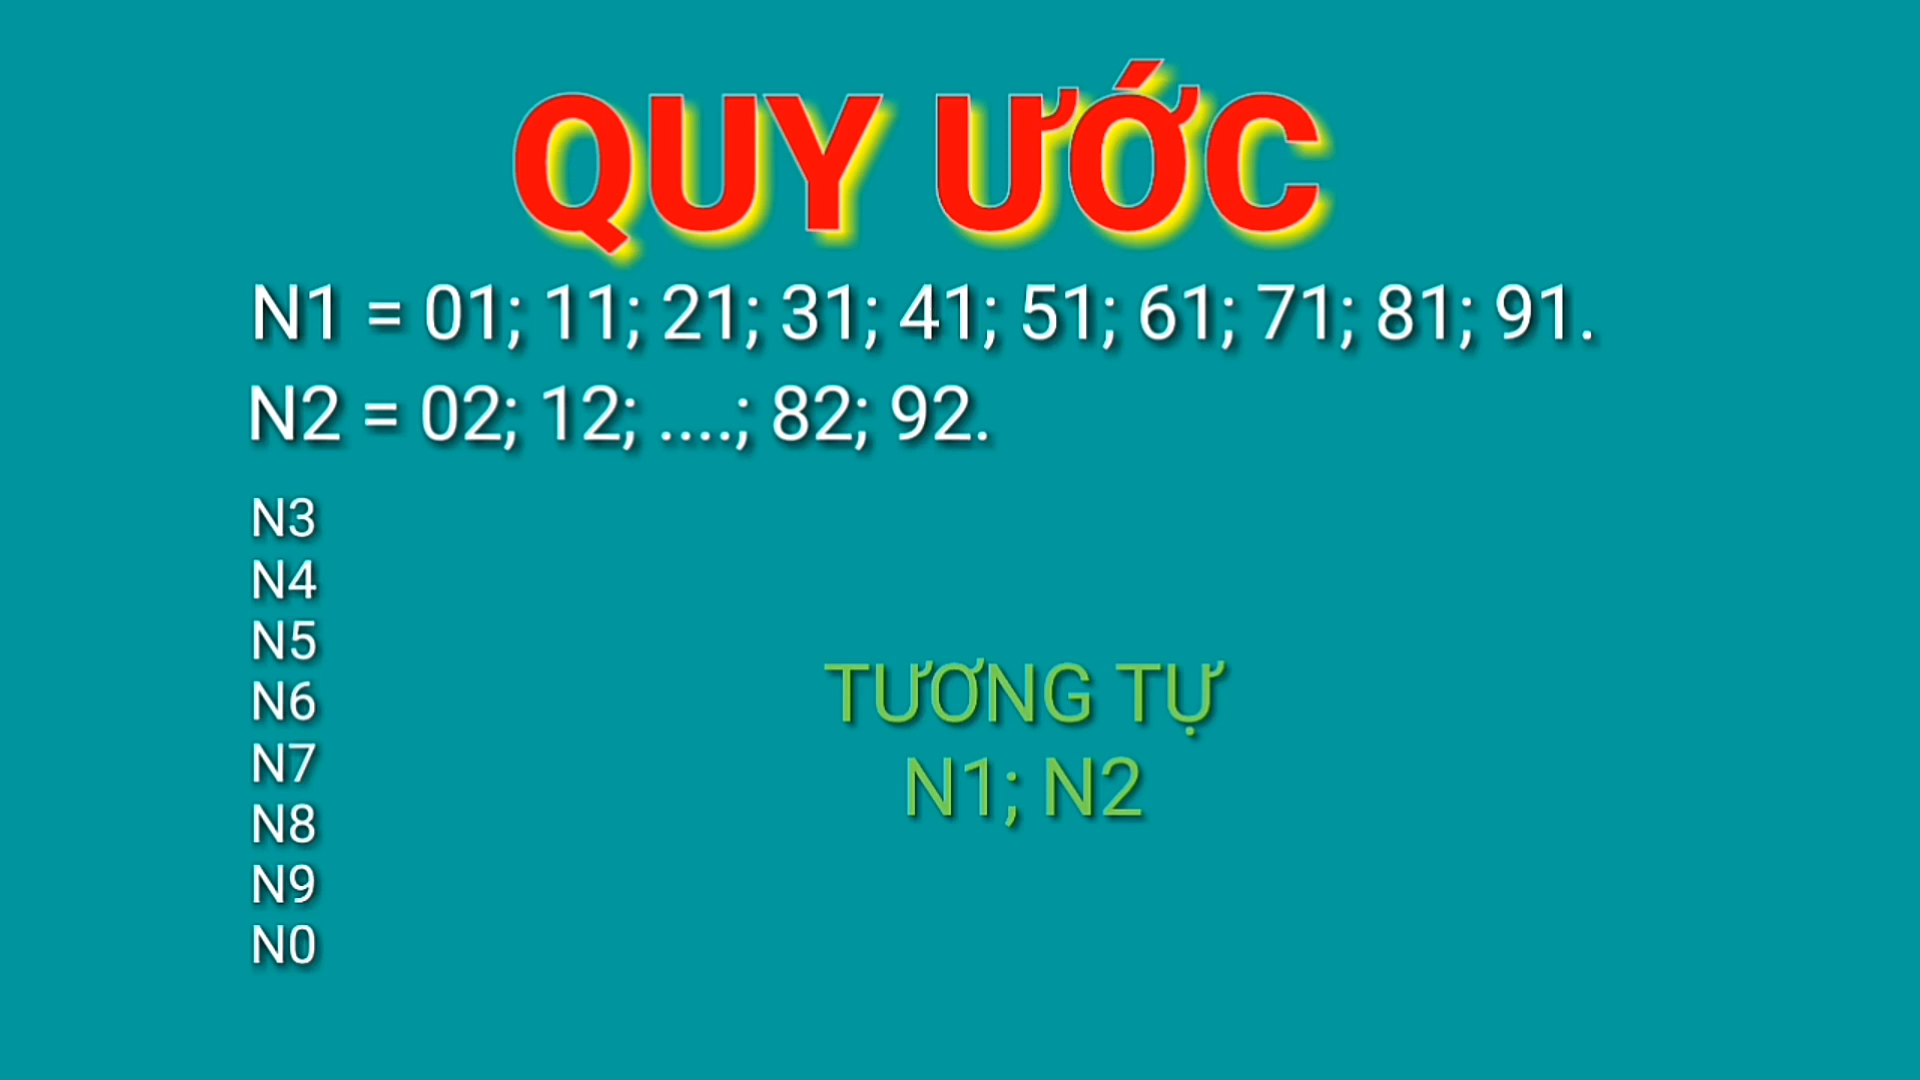 QUY ƯỚC
N1 = 01; 11; 21; 31; 41; 51; 61; 71; 81; 91.
N2 = 02; 12; ....; 82; 92.
N3
N4
N5
N6
N7
N8
N9
N0
TƯƠNG TỰ
N1; N2